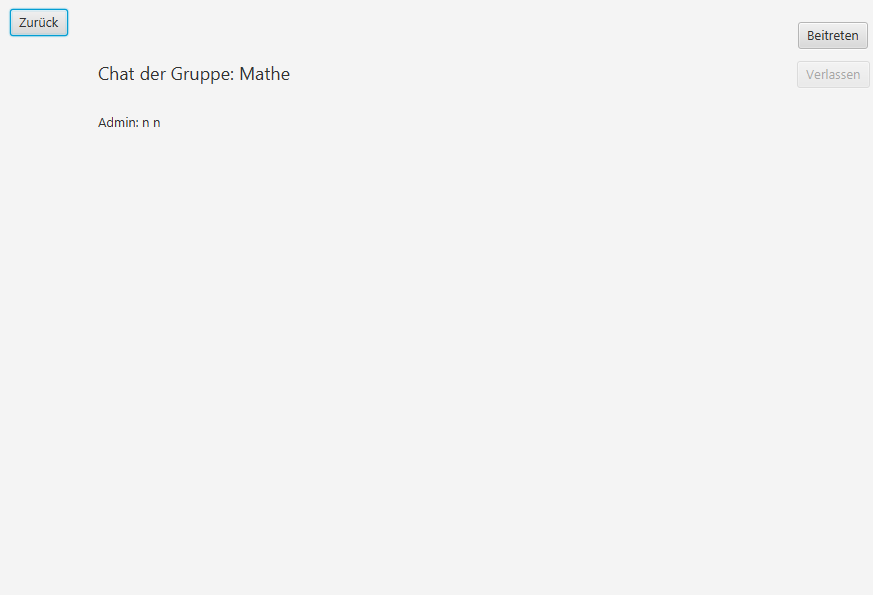 Zurück
Beitreten
Chat der Gruppe: Mathe
Verlassen
Admin: n n